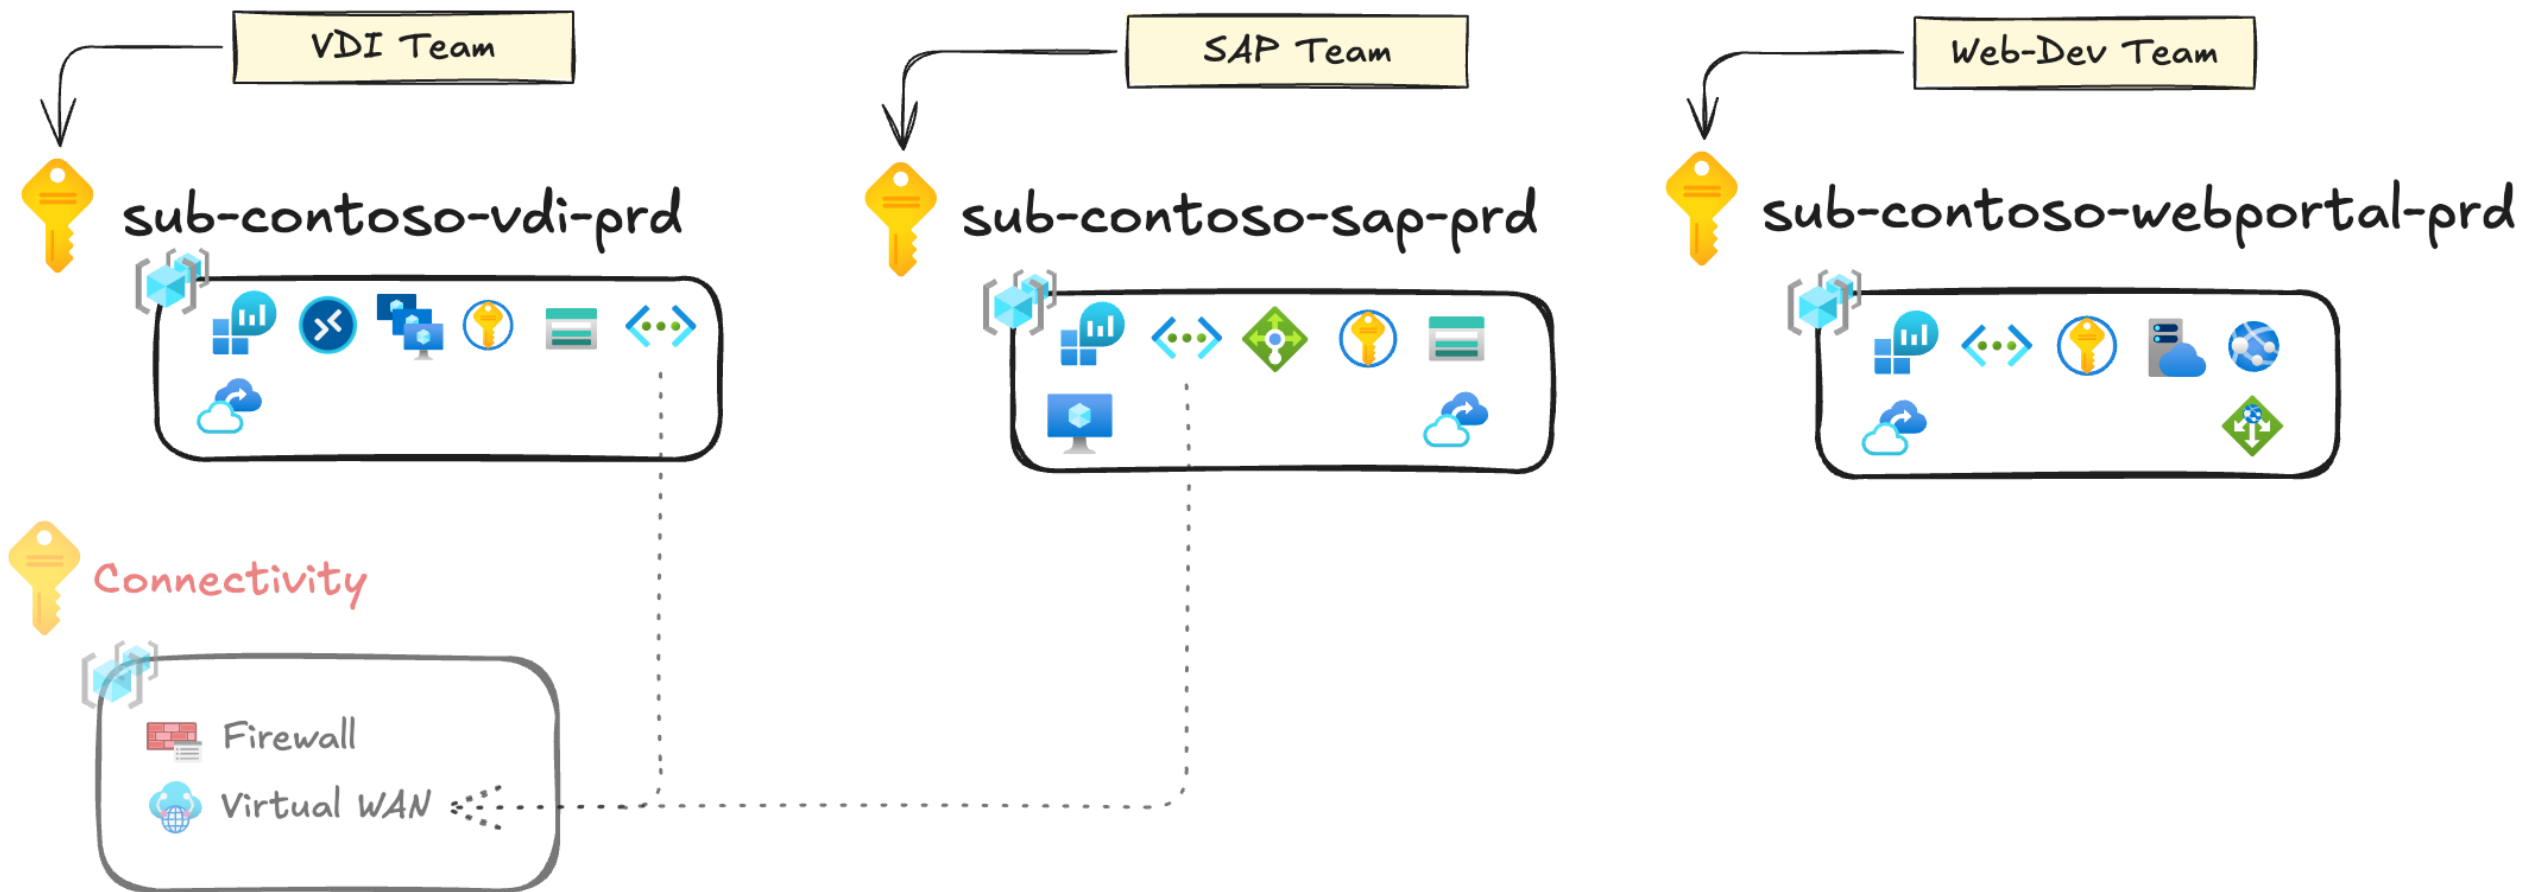 VDI Team
SAP Team
Web-Dev Team
sub-contoso-vdi-prd
sub-contoso-sap-prd
sub-contoso-webportal-prd
Connectivity
Firewall
Virtual WAN